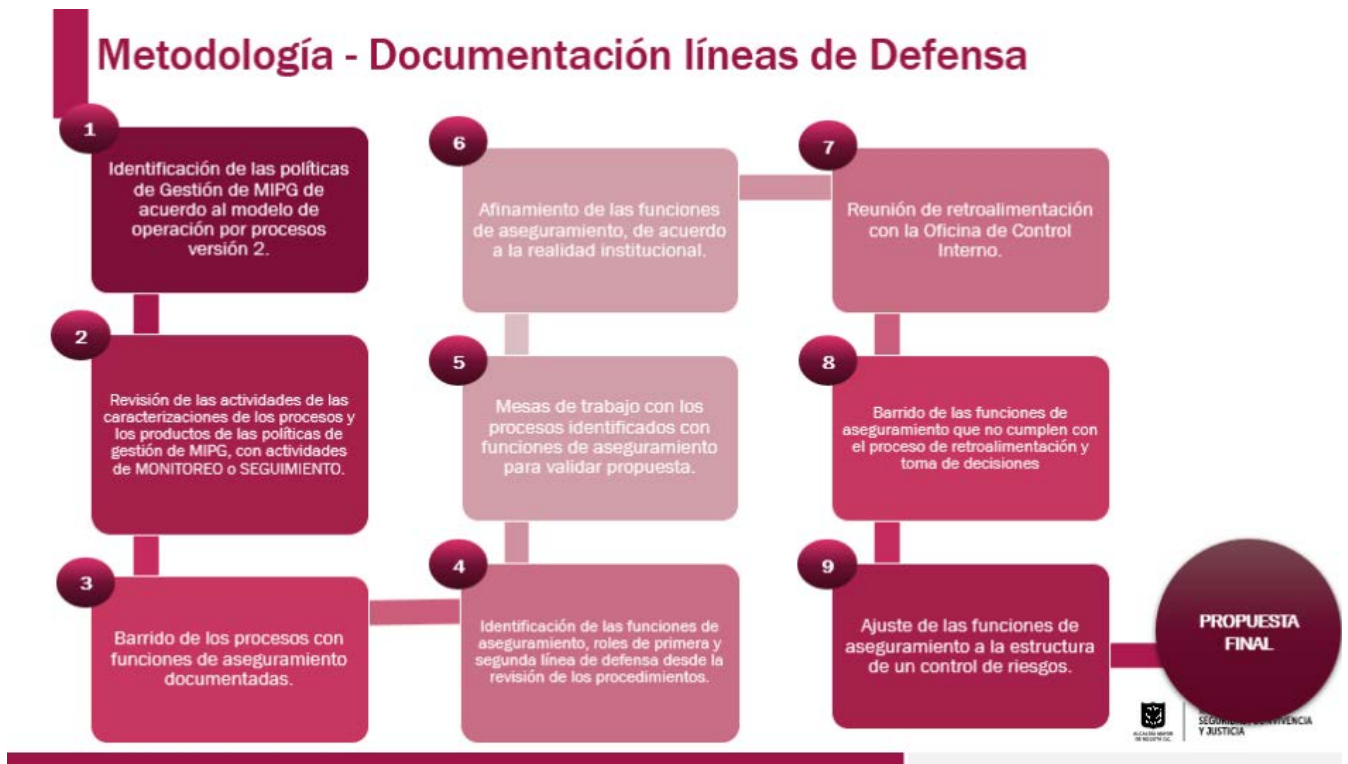 Metodología - Documentación líneas de Defensa
1
Identificación de las políticas
de Gestión de MIPG de
acuerdo al modelo de
operación por procesos
versión 2.
2
Revisión de las actividades de las
caracterizaciones de los procesos y
los productos de las políticas de
gestión de MIPG, con actividades
de MONITOREO o SEGUIMIENTO.
3
Barrido de los procesos con
funciones de aseguramiento
documentadas.
4
Identificación de las funciones de
aseguramiento, roles de primera y
segunda línea de defensa desde la
revisión de los procedimientos.
5
Mesas de trabajo con los
procesos identificados con
funciones de aseguramiento
para validar propuesta.
6
Afinamiento de las funciones
de aseguramiento, de acuerdo
a la realidad institucional.
7
Reunión de retroalimentación
con la Oficina de Control
Interno.
8
Barrido de las funciones de
aseguramiento que no cumplen con
el proceso de retroalimentación y
toma de decisiones
9
Ajuste de las funciones de
aseguramiento a la estructura
de un control de riesgos.
PROPUESTA
FINAL
ALCALDÍA MAYOR
DE BOGOTÁ D.C.
Y JUSTICIA